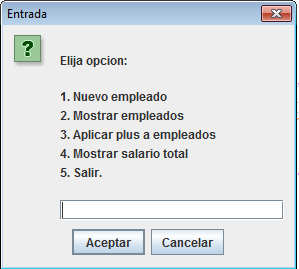 Entrada
?
Elija opcion:
1. Nuevo empleado
2. Mostrar empleados
3. Aplicar plus a empleados
4. Mostrar salario total
5. Salir.
Aceptar
Cancelar